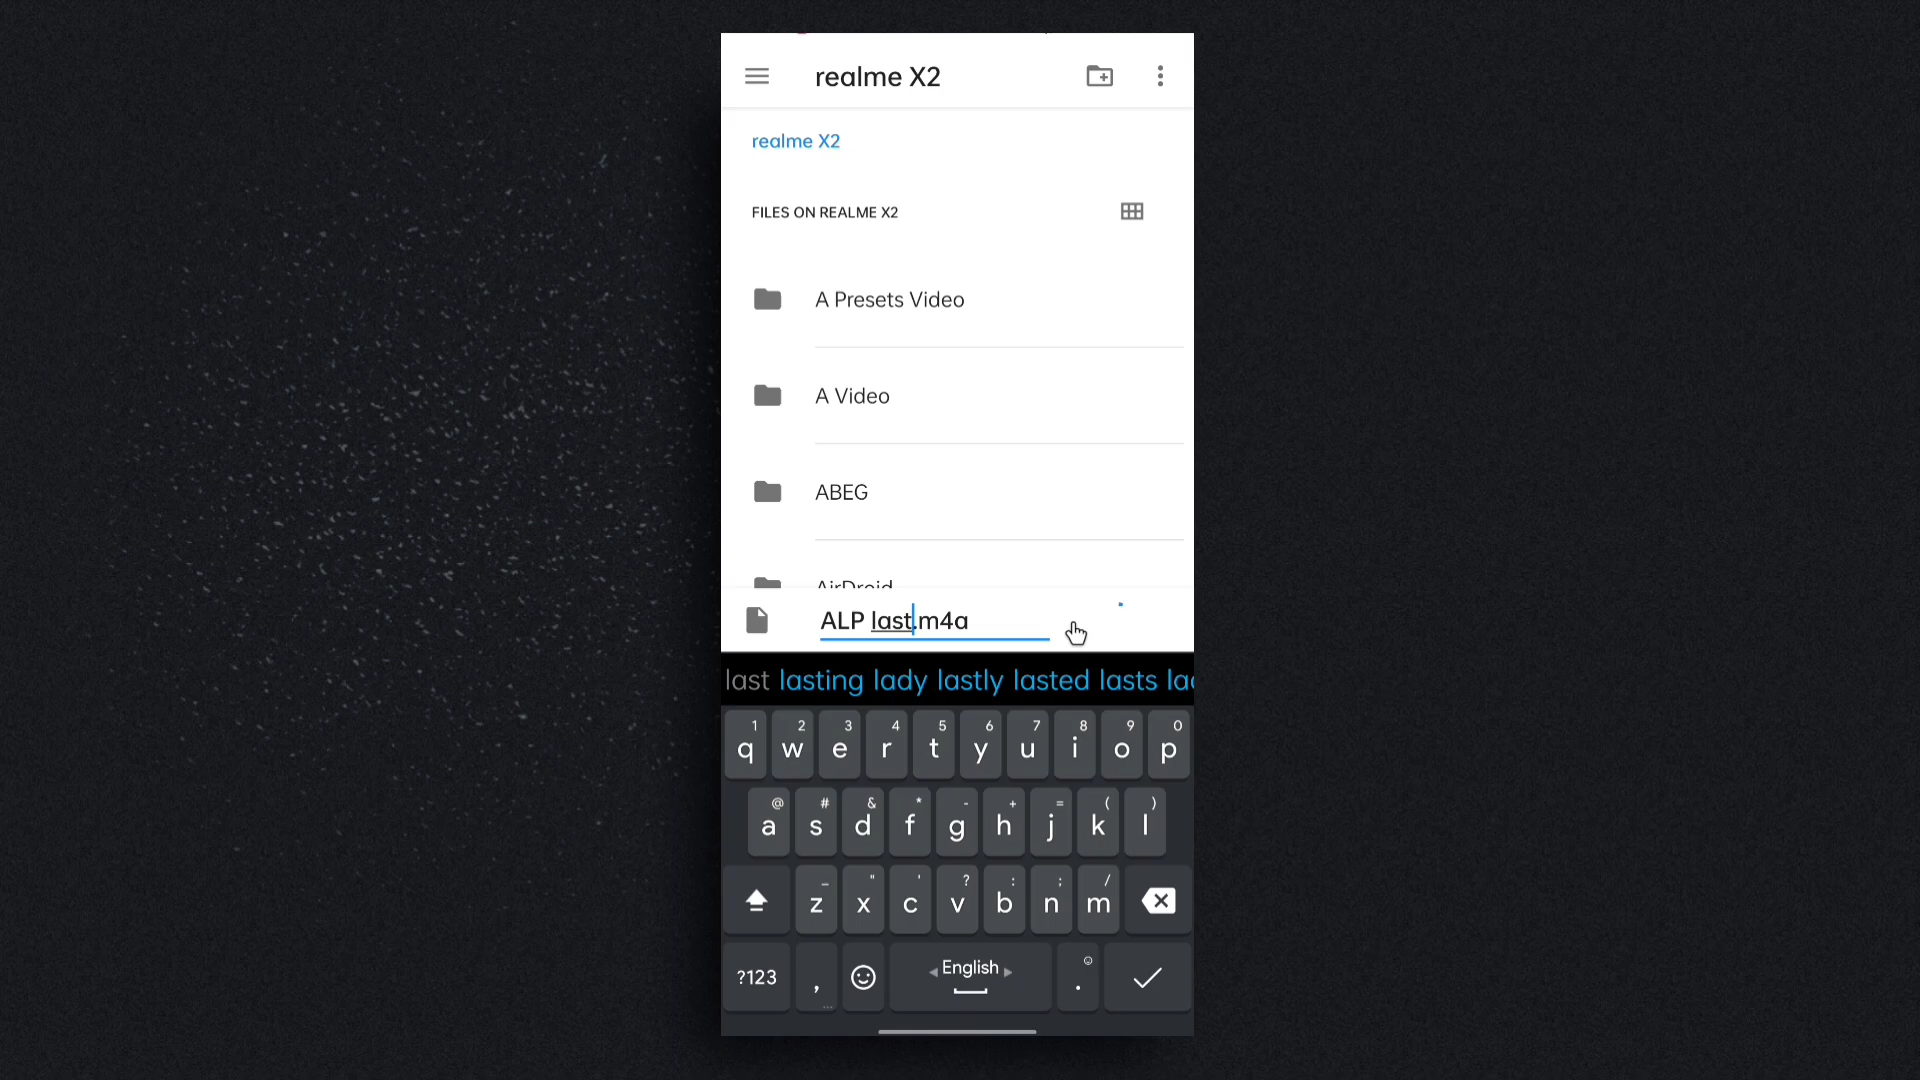 realme X2
realme X2
FILES ON REALME X2
A Presets Video
A Video
ABEG
AirDroid
ALP last.m4a
last lasting lady lastly lasted lasts
1 2 3 4 5 6 7 8 9 0
q w e r t y u i o p
@ # & * - + = ( )
a s d f g h j k l
_ " ' ? : ; /
z x c v b n m
?123 , English .